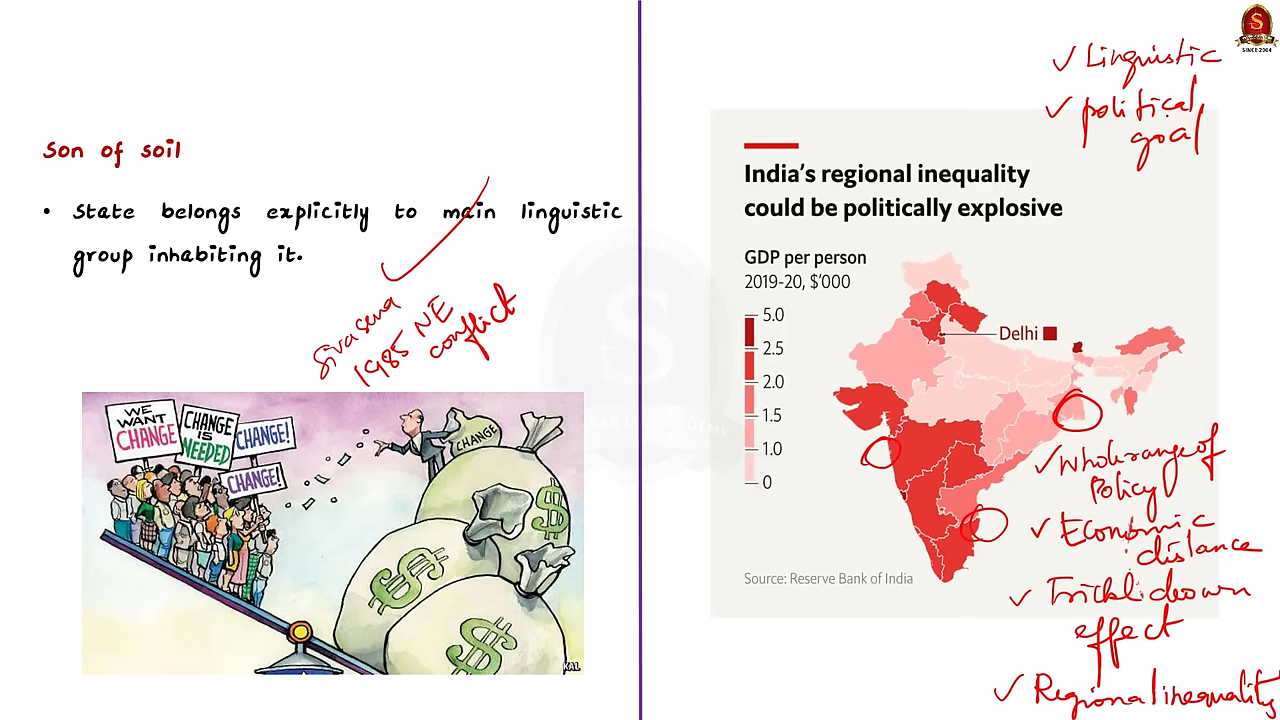 Son of soil
• State belongs explicitly to main linguistic
group inhabiting it.
Sivasena
1985 NE
conflict
WE
WANT
CHANGE
CHANGE
IS
NEEDED
CHANGE!
CHANGE!
CHANGE
$
$
$
KAL
S
SINCE 2004
✓ Linguistic
✓ political
goal
India's regional inequality
could be politically explosive
GDP per person
2019-20, $'000
5.0
2.5
2.0
1.5
1.0
0
Delhi
Source: Reserve Bank of India
✓ whole range of
Policy
✓ Economic
distance
✓ Trickledown
effect
✓ Regional inequality